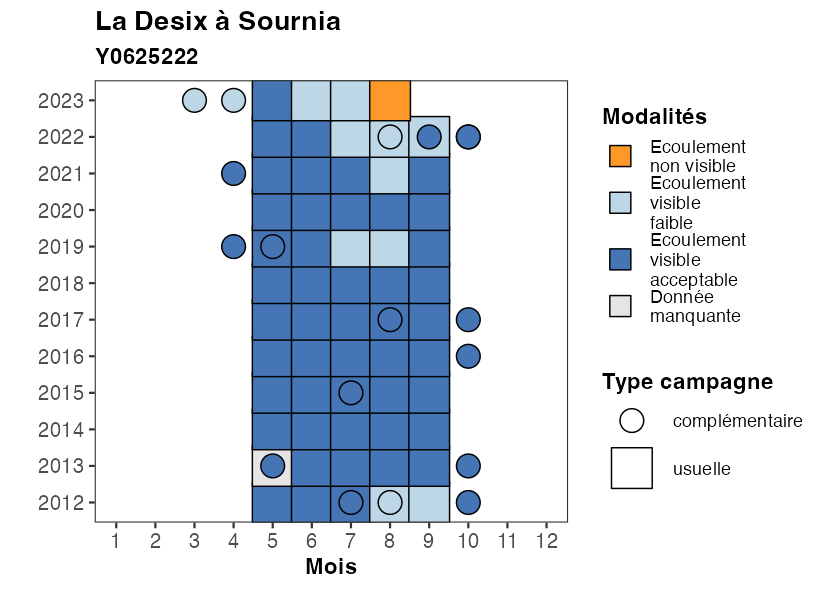 La Desix à Sournia
Y0625222
2023
2022
2021
2020
2019
2018
2017
2016
2015
2014
2013
2012
1 2 3 4 5 6 7 8 9 10 11 12
Mois
Modalités
Ecoulement
non visible
Ecoulement
visible
faible
Ecoulement
visible
acceptable
Donnée
manquante
Type campagne
complémentaire
usuelle